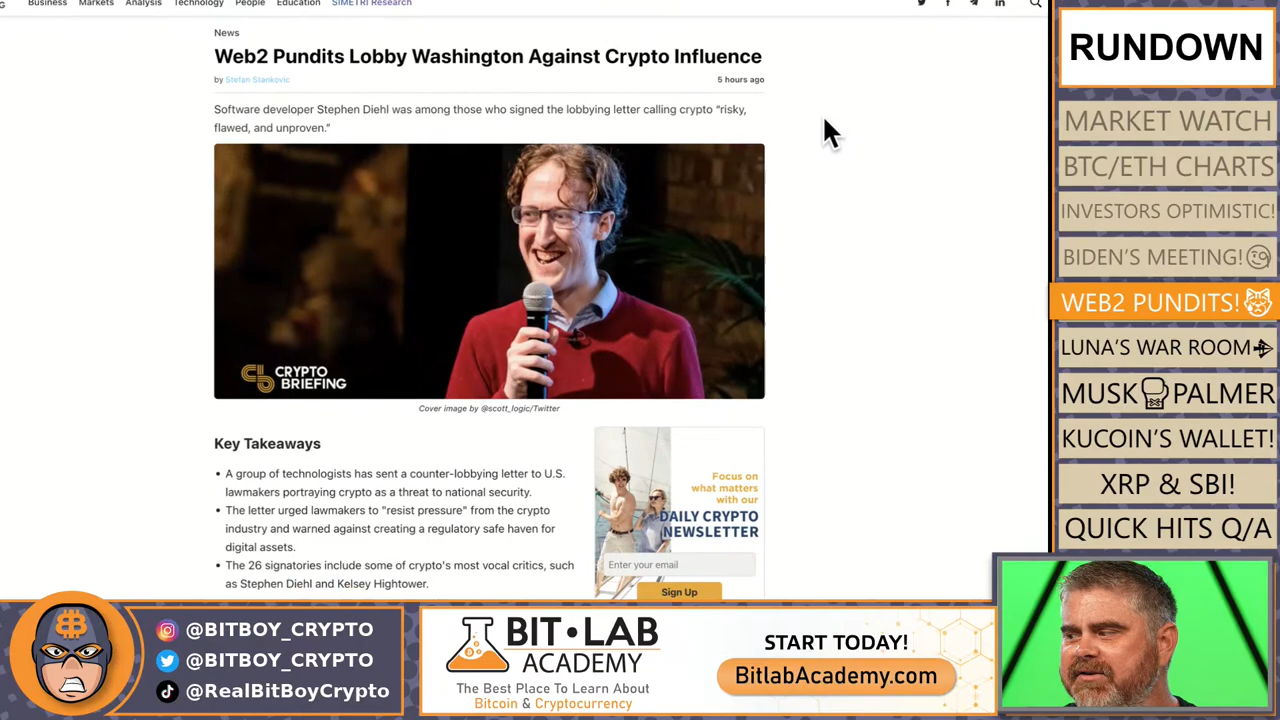 Business Markets Analysis Technology People Education SIMETRI Research
News
Web2 Pundits Lobby Washington Against Crypto Influence
by Stefan Stankovic
5 hours ago
Software developer Stephen Diehl was among those who signed the lobbying letter calling crypto “risky,
flawed, and unproven.”
CRYPTO
BRIEFING
Cover image by @scott_logic/Twitter
Key Takeaways
• A group of technologists has sent a counter-lobbying letter to U.S.
lawmakers portraying crypto as a threat to national security.
• The letter urged lawmakers to "resist pressure" from the crypto
industry and warned against creating a regulatory safe haven for
digital assets.
• The 26 signatories include some of crypto's most vocal critics, such
as Stephen Diehl and Kelsey Hightower.
Focus on
what matters
with our
DAILY CRYPTO
NEWSLETTER
Enter your email
Sign Up
RUNDOWN
MARKET WATCH
BTC/ETH CHARTS
INVESTORS OPTIMISTIC!
BIDEN'S MEETING!🧐
WEB2 PUNDITS!😼
LUNA'S WAR ROOM
MUSK PALMER
KUCOIN'S WALLET!
XRP & SBI!
QUICK HITS Q/A
@BITBOY_CRYPTO
@BITBOY_CRYPTO
@RealBitBoyCrypto
BIT•LAB
ACADEMY
The Best Place To Learn About
Bitcoin & Cryptocurrency
START TODAY!
BitlabAcademy.com